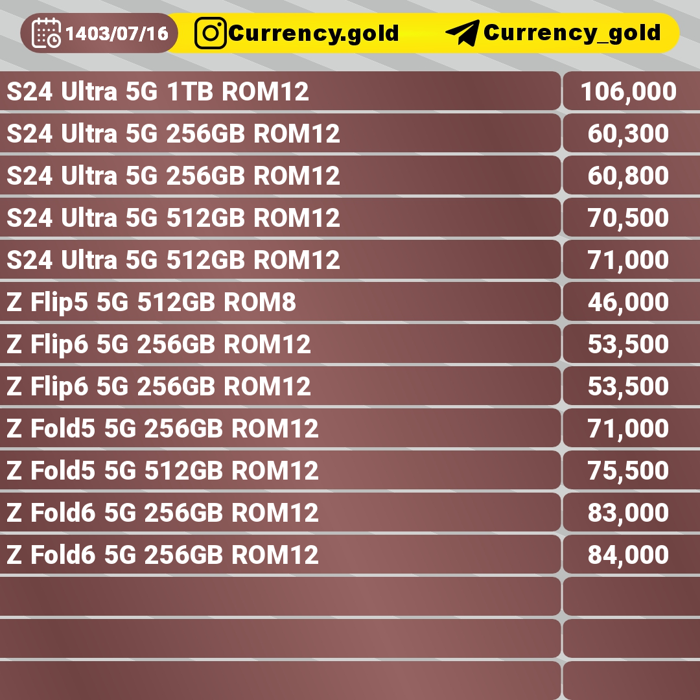 1403/07/16 Currency.gold Currency_gold
S24 Ultra 5G 1TB ROM12 106,000
S24 Ultra 5G 256GB ROM12 60,300
S24 Ultra 5G 256GB ROM12 60,800
S24 Ultra 5G 512GB ROM12 70,500
S24 Ultra 5G 512GB ROM12 71,000
Z Flip5 5G 512GB ROM8 46,000
Z Flip6 5G 256GB ROM12 53,500
Z Flip6 5G 256GB ROM12 53,500
Z Fold5 5G 256GB ROM12 71,000
Z Fold5 5G 512GB ROM12 75,500
Z Fold6 5G 256GB ROM12 83,000
Z Fold6 5G 256GB ROM12 84,000